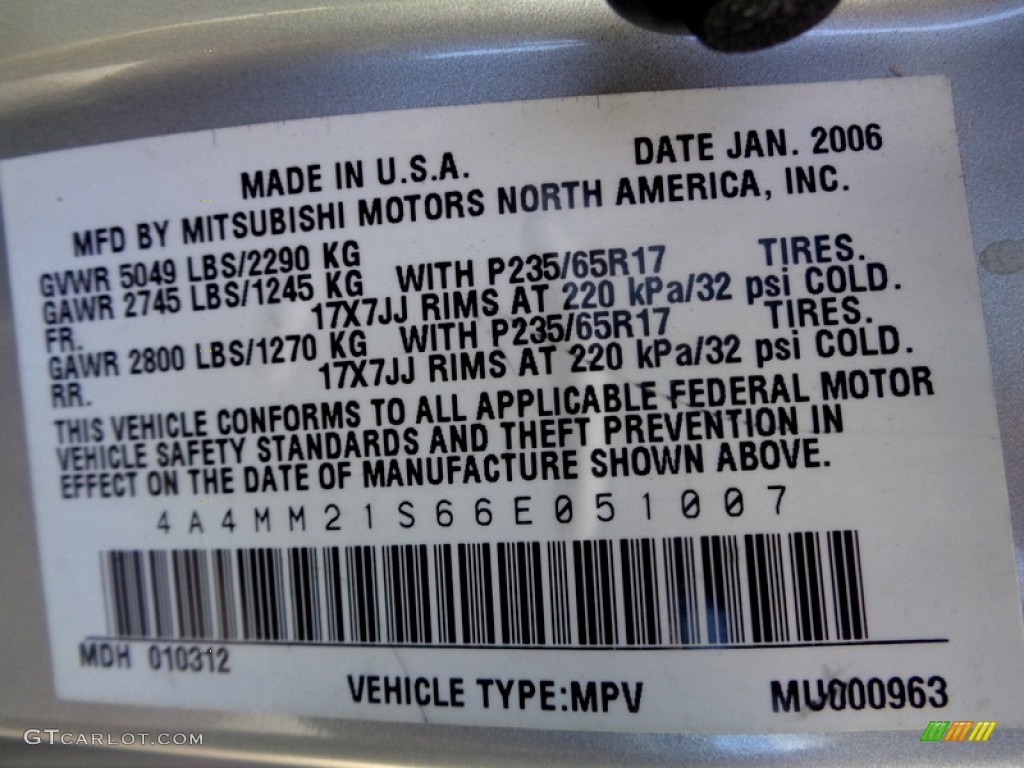 MADE IN U.S.A. DATE JAN. 2006
MFD BY MITSUBISHI MOTORS NORTH AMERICA, INC.
GVWR 5049 LBS/2290 KG
GAWR 2745 LBS/1245 KG WITH P235/65R17 TIRES.
FR. 17X7JJ RIMS AT 220 kPa/32 psi COLD.
GAWR 2800 LBS/1270 KG WITH P235/65R17 TIRES.
RR. 17X7JJ RIMS AT 220 kPa/32 psi COLD.
THIS VEHICLE CONFORMS TO ALL APPLICABLE FEDERAL MOTOR
VEHICLE SAFETY STANDARDS AND THEFT PREVENTION IN
EFFECT ON THE DATE OF MANUFACTURE SHOWN ABOVE.
4A4MM21S66E051007
MDH 010312
VEHICLE TYPE:MPV MU000963
GTCARLOT.COM